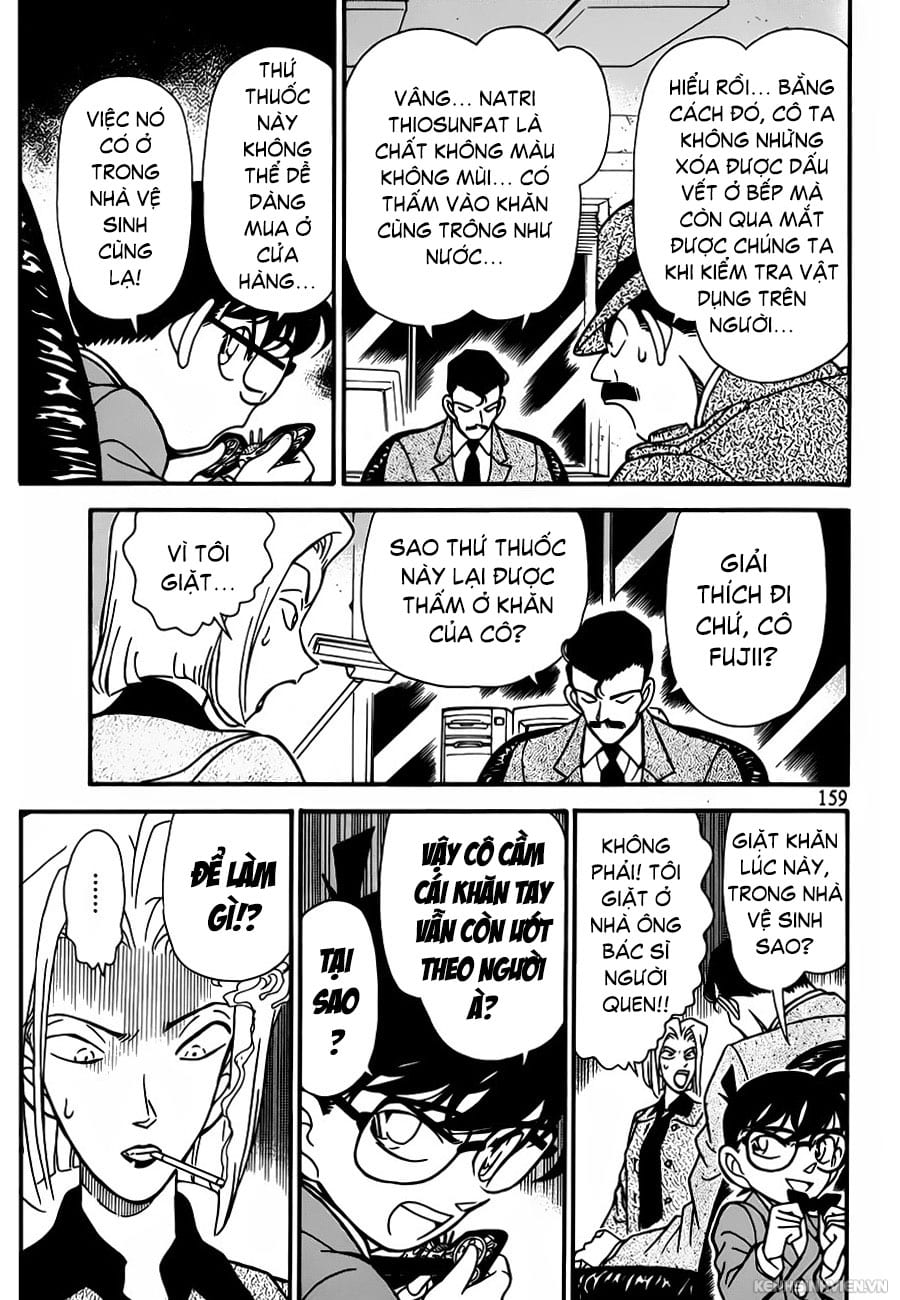 HIỂU RỒI... BẰNG
CÁCH ĐÓ, CÔ TA
KHÔNG NHỮNG
XÓA ĐƯỢC DẤU
VẾT Ở BẾP MÀ
CÒN QUA MẮT
ĐƯỢC CHÚNG TA
KHI KIỂM TRA VẬT
DỤNG TRÊN
NGƯỜI...
VÂNG... NATRI
THIOSUNFAT LÀ
CHẤT KHÔNG MÀU
KHÔNG MÙI... CÓ
THẤM VÀO KHĂN
CŨNG TRÔNG NHƯ
NƯỚC...
THỨ
THUỐC
NÀY
KHÔNG
THỂ DỄ
DÀNG
MUA Ở
CỬA
HÀNG...
VIỆC NÓ
CÓ Ở
TRONG
NHÀ VỆ
SINH
CŨNG
LẠ!
GIẢI
THÍCH ĐI
CHỨ, CÔ
FUJII?
SAO THỨ THUỐC
NÀY LẠI ĐƯỢC
THẤM Ở KHĂN
CỦA CÔ?
VÌ TÔI
GIẶT...
159
GIẶT KHĂN
LÚC NÀY,
TRONG NHÀ
VỆ SINH
SAO?
KHÔNG
PHẢI! TÔI
GIẶT Ở
NHÀ ÔNG
BÁC SĨ
NGƯỜI
QUEN!!
VẬY CÔ CẦM
CÁI KHĂN TAY
VẪN CÒN ƯỚT
THEO NGƯỜI
À?
TẠI
SAO
?
ĐỂ LÀM
GÌ!?
......
KENHSINHVIEN.VN